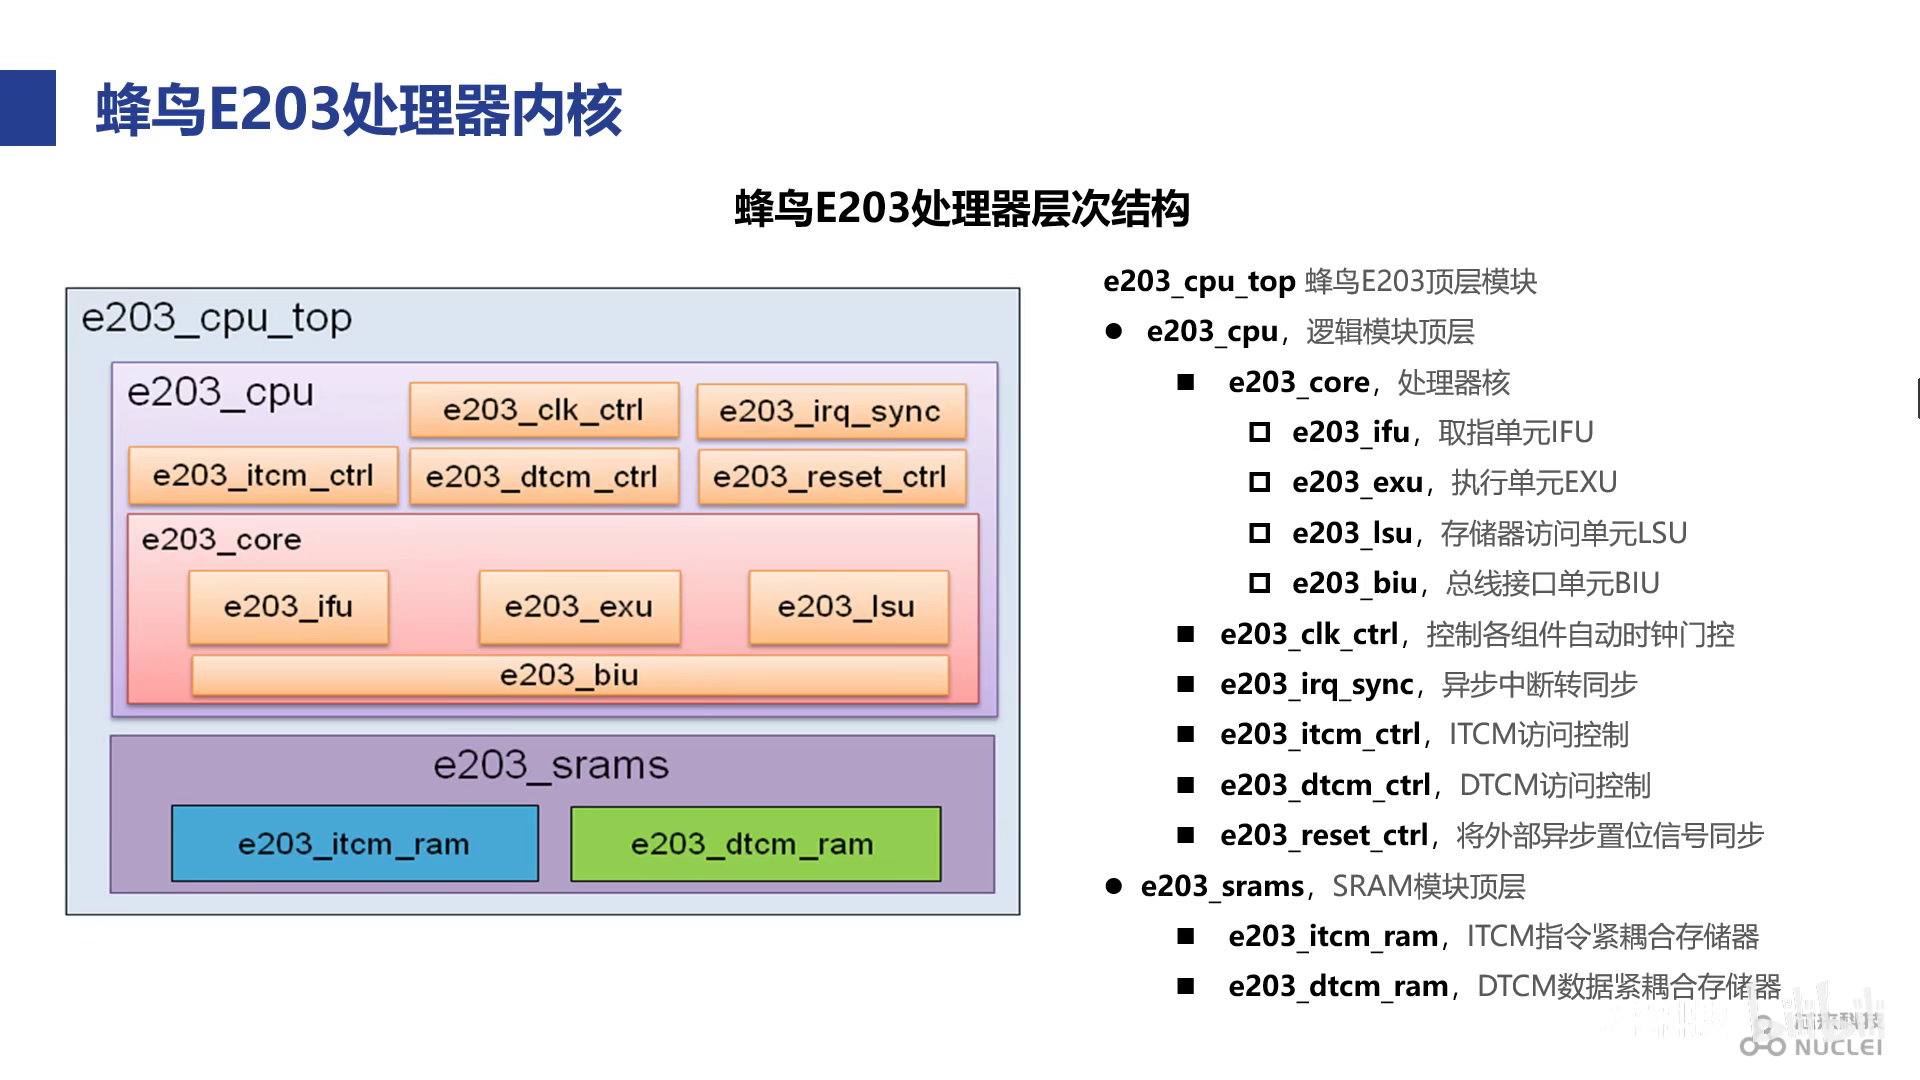 蜂鸟E203处理器内核
蜂鸟E203处理器层次结构
e203_cpu_top
e203_cpu
e203_clk_ctrl
e203_irq_sync
e203_itcm_ctrl
e203_dtcm_ctrl
e203_reset_ctrl
e203_core
e203_ifu
e203_exu
e203_lsu
e203_biu
e203_srams
e203_itcm_ram
e203_dtcm_ram
e203_cpu_top 蜂鸟E203顶层模块
e203_cpu，逻辑模块顶层
e203_core，处理器核
e203_ifu，取指单元IFU
e203_exu，执行单元EXU
e203_lsu，存储器访问单元LSU
e203_biu，总线接口单元BIU
e203_clk_ctrl，控制各组件自动时钟门控
e203_irq_sync，异步中断转同步
e203_itcm_ctrl，ITCM访问控制
e203_dtcm_ctrl，DTCM访问控制
e203_reset_ctrl，将外部异步置位信号同步
e203_srams，SRAM模块顶层
e203_itcm_ram，ITCM指令紧耦合存储器
e203_dtcm_ram，DTCM数据紧耦合存储器
芯来科技
NUCLEI